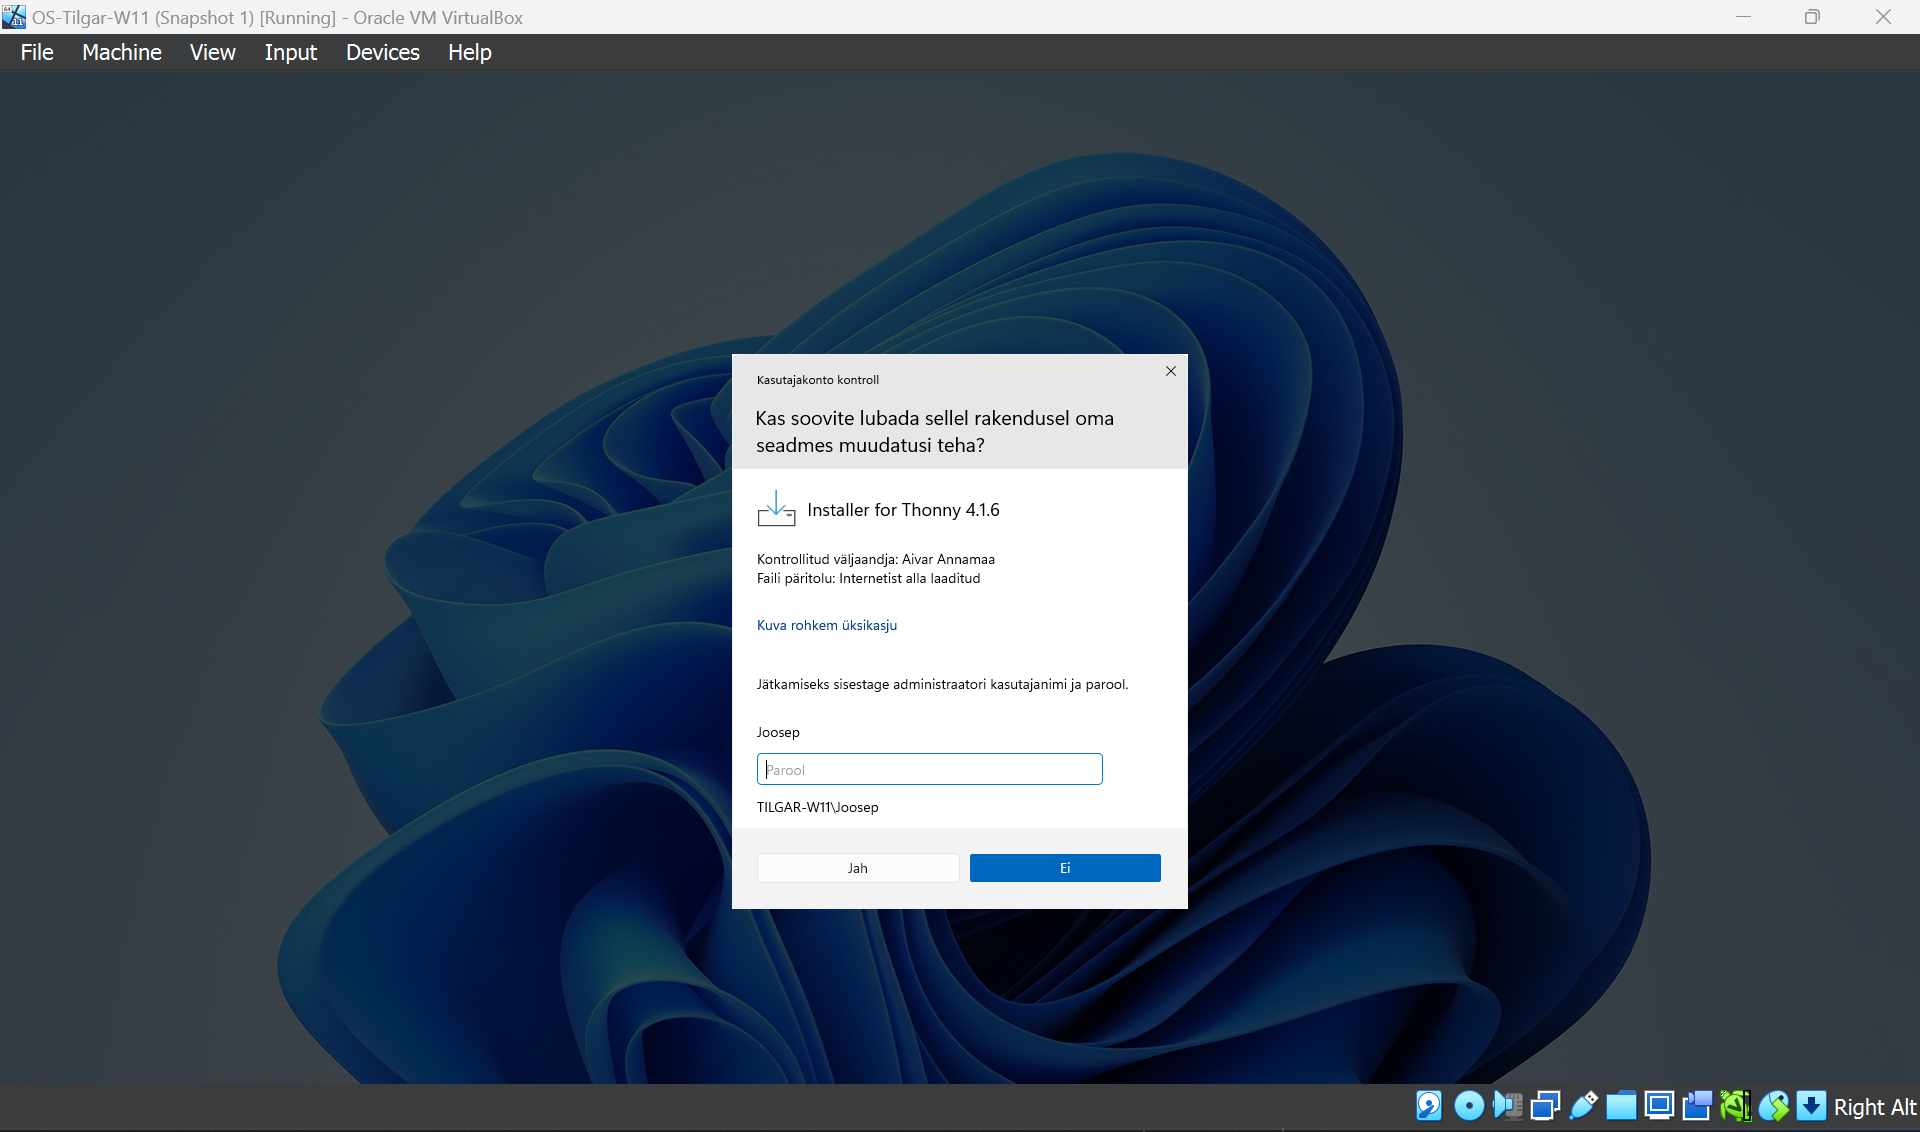 OS-Tilgar-W11 (Snapshot 1) [Running] - Oracle VM VirtualBox
File Machine View Input Devices Help
Kasutajakonto kontroll
Kas soovite lubada sellel rakendusel oma
seadmes muudatusi teha?
Installer for Thonny 4.1.6
Kontrollitud väljaandja: Aivar Annamaa
Faili päritolu: Internetist alla laaditud
Kuva rohkem üksikasju
Jätkamiseks sisestage administraatori kasutajanimi ja parool.
Joosep
Parool
TILGAR-W11\Joosep
Jah Ei
Right Alt